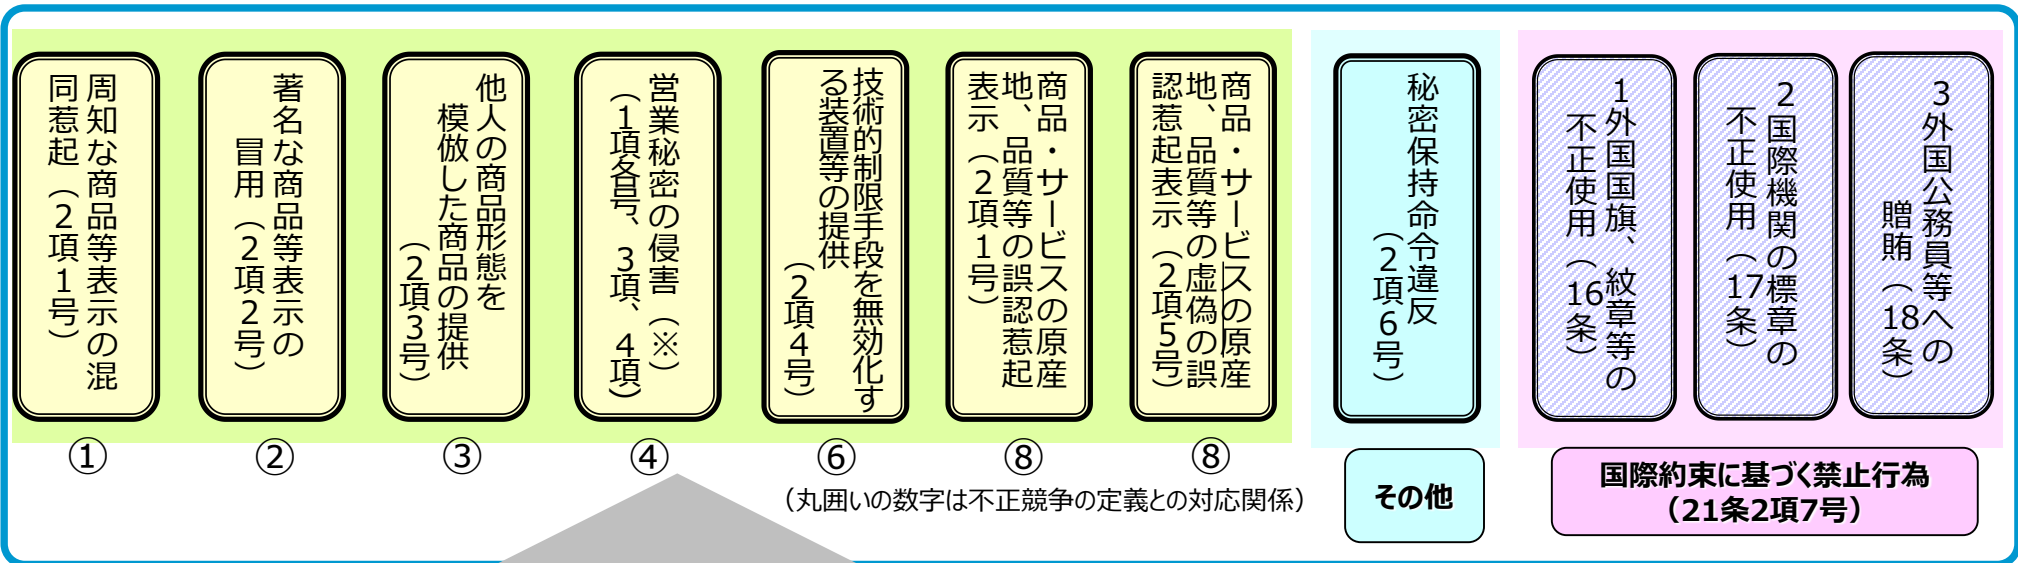 周知な商品等表示の混
同惹起（２項１号）
著名な商品等表示の
冒用（２項２号）
他人の商品形態を
模倣した商品の提供
（２項３号）
営業秘密の侵害（※）
（１項各号、３項、４項）
技術的制限手段を無効化す
る装置等の提供
（２項４号）
商品・サービスの原産
地、品質等の誤認惹起
表示（２項１号）
商品・サービスの原産
地、品質等の虚偽の誤
認惹起表示（２項５号）
秘密保持命令違反
（２項６号）
１外国国旗、紋章等の
不正使用（16条）
２国際機関の標章の
不正使用（17条）
３外国公務員等への
贈賄（18条）
①
②
③
④
⑥
⑧
⑧
（丸囲いの数字は不正競争の定義との対応関係）
その他
国際約束に基づく禁止行為
（21条2項7号）